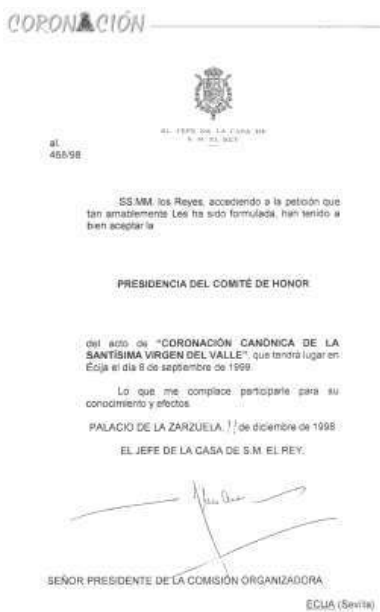 CORONACIÓN
EL JEFE DE LA CASA DE
S. M. EL REY
al.
466/98
SS.MM. los Reyes, accediendo a la petición que
tan amablemente Les ha sido formulada, han tenido a
bien aceptar la
PRESIDENCIA DEL COMITÉ DE HONOR
del acto de "CORONACIÓN CANÓNICA DE LA
SANTÍSIMA VIRGEN DEL VALLE", que tendrá lugar en
Écija el día 8 de septiembre de 1999.
Lo que me complace participarle para su
conocimiento y efectos.
PALACIO DE LA ZARZUELA, 11 de diciembre de 1998
EL JEFE DE LA CASA DE S.M. EL REY,
SEÑOR PRESIDENTE DE LA COMISIÓN ORGANIZADORA
ECIJA (Sevilla)